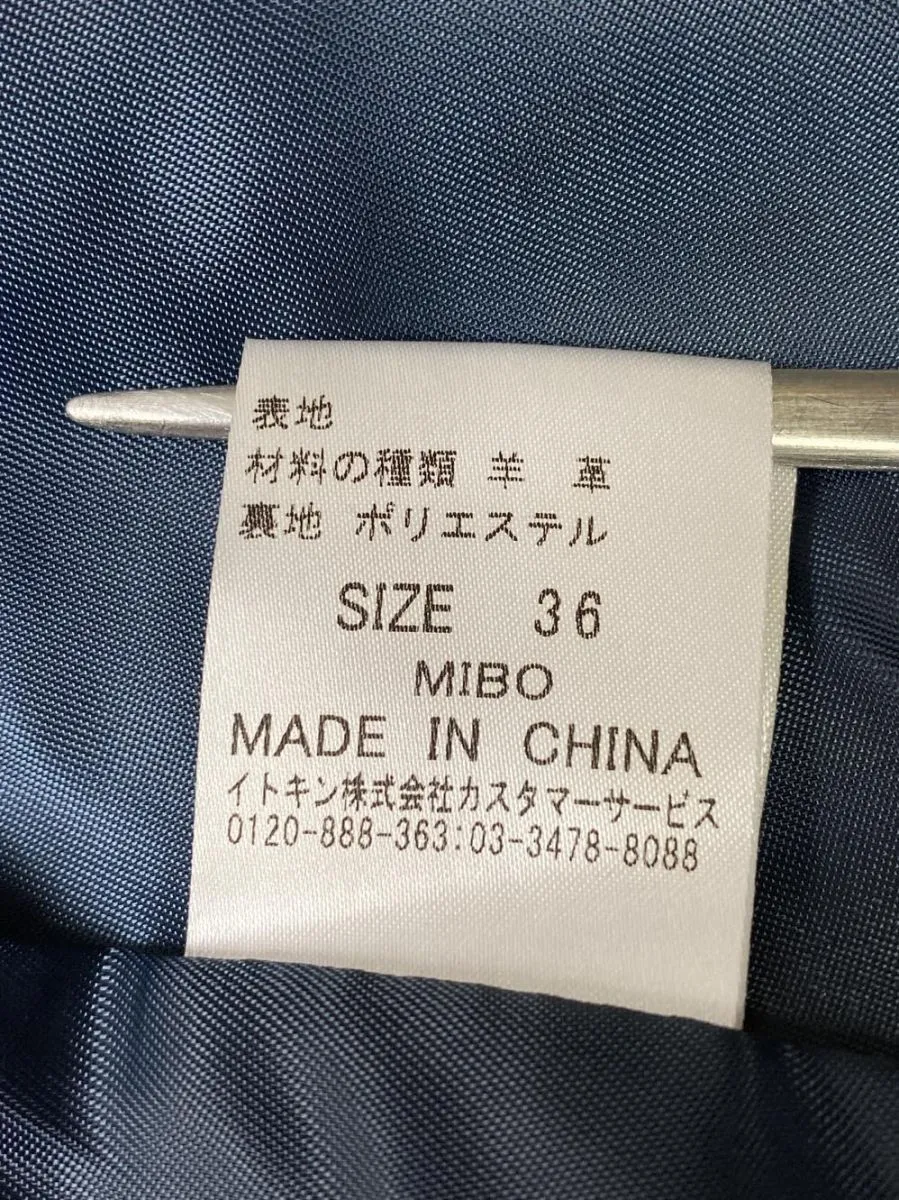 表地
材料の種類 羊 革
裏地 ポリエステル
SIZE 36
MIBO
MADE IN CHINA
イトキン株式会社カスタマーサービス
0120-888-363:03-3478-8088